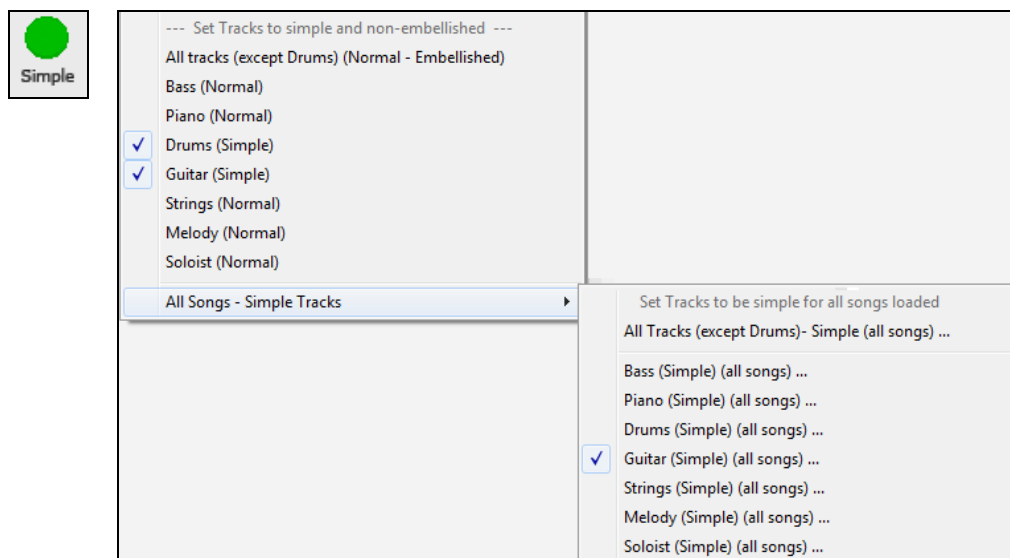 Simple
--- Set Tracks to simple and non-embellished ---
All tracks (except Drums) (Normal - Embellished)
Bass (Normal)
Piano (Normal)
Drums (Simple)
Guitar (Simple)
Strings (Normal)
Melody (Normal)
Soloist (Normal)
All Songs - Simple Tracks
Set Tracks to be simple for all songs loaded
All Tracks (except Drums)- Simple (all songs) ...
Bass (Simple) (all songs) ...
Piano (Simple) (all songs) ...
Drums (Simple) (all songs) ...
Guitar (Simple) (all songs) ...
Strings (Simple) (all songs) ...
Melody (Simple) (all songs) ...
Soloist (Simple) (all songs) ...